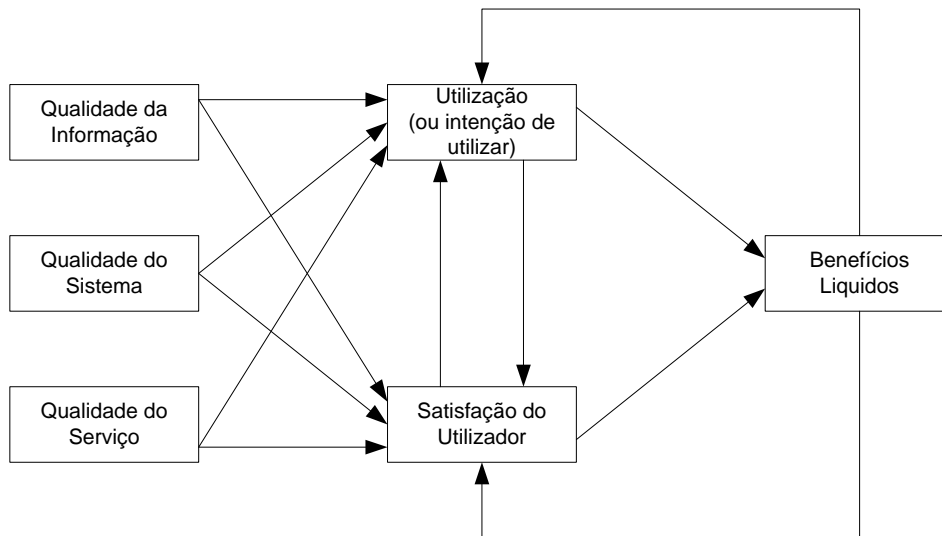 Qualidade da
Informação
Utilização
(ou intenção de
utilizar)
Qualidade do
Sistema
Benefícios
Liquidos
Qualidade do
Serviço
Satisfação do
Utilizador